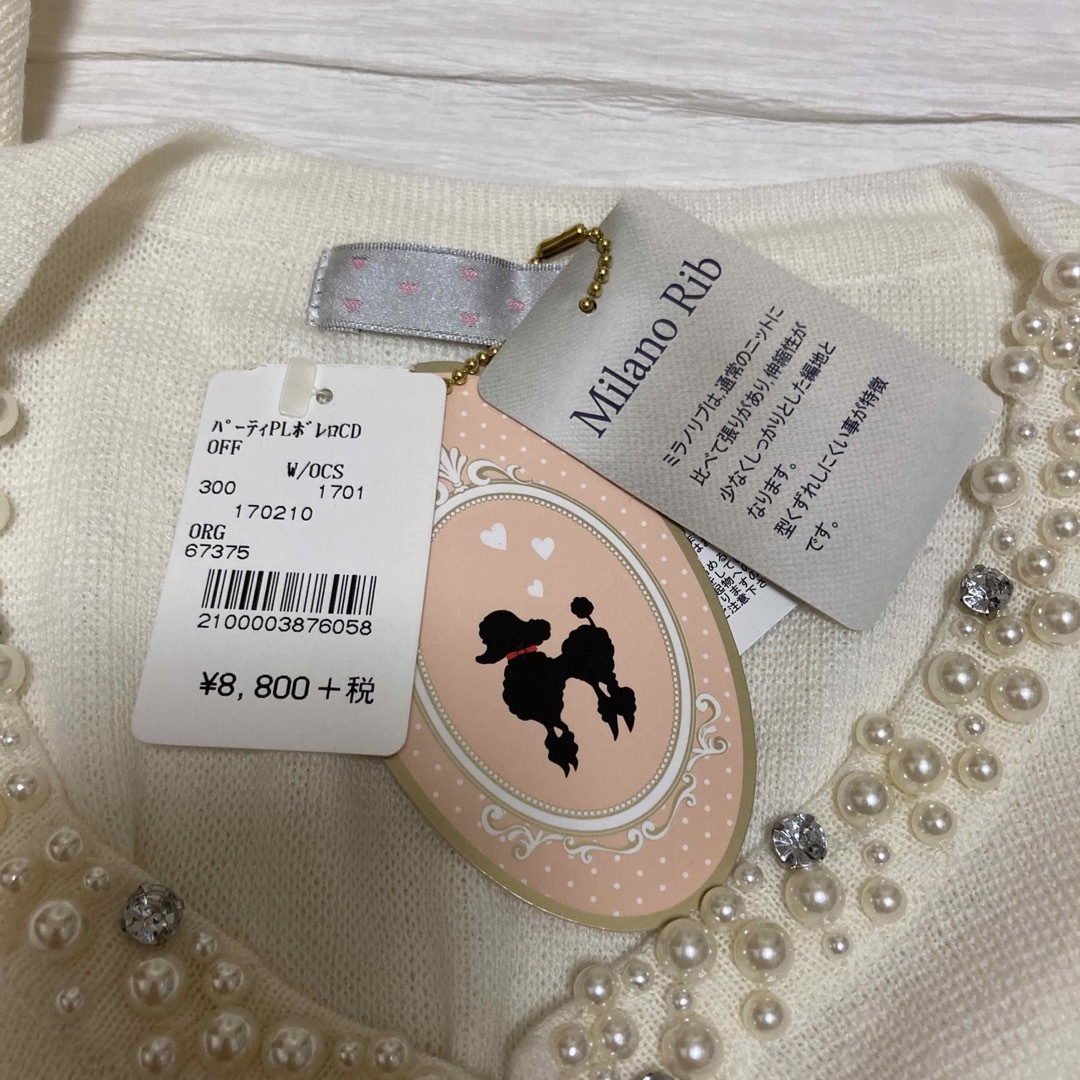 ﾊﾟｰﾃｨPLﾎﾞﾚﾛCD
OFF
W/OCS
300 1701
170210
ORG
67375
2100003876058
¥8,800+税
Milano Rib
ミラノリブは、通常のニットに
比べて張りがあり、伸縮性が
少なくしっかりとした編地と
なります。
型くずれしにくい事が特徴
です。